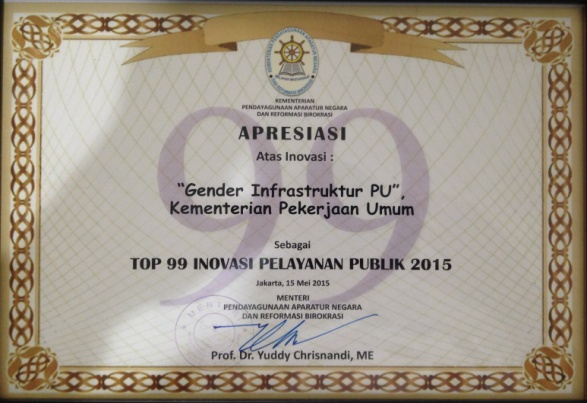 KEMENTERIAN
PENDAYAGUNAAN APARATUR NEGARA
DAN REFORMASI BIROKRASI
APRESIASI
Atas Inovasi :
99
“Gender Infrastruktur PU”,
Kementerian Pekerjaan Umum
Sebagai
TOP 99 INOVASI PELAYANAN PUBLIK 2015
Jakarta, 15 Mei 2015
MENTERI
PENDAYAGUNAAN APARATUR NEGARA
DAN REFORMASI BIROKRASI
Prof. Dr. Yuddy Chrisnandi, ME